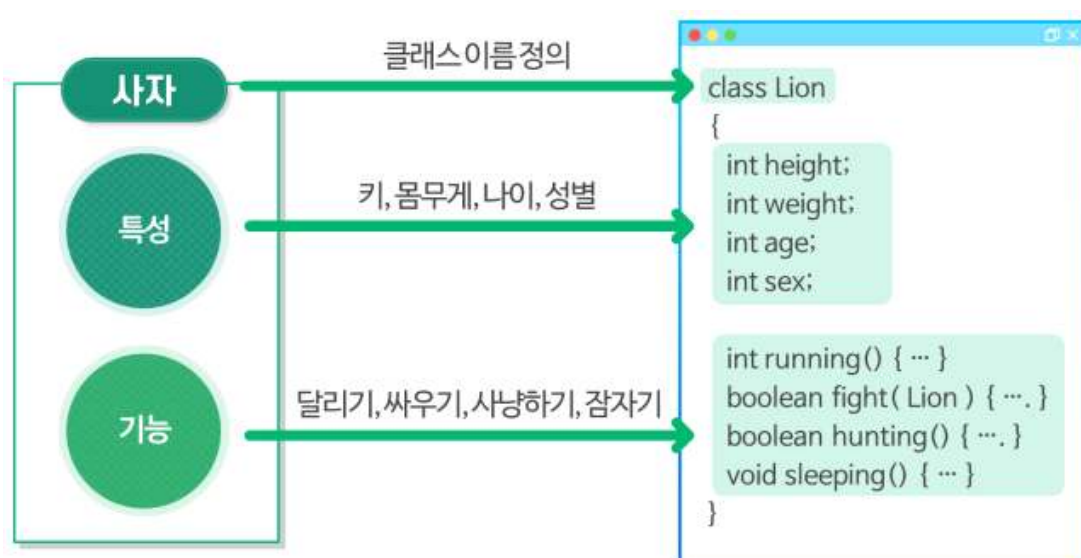 사자
클래스 이름 정의
class Lion
{
특성
키, 몸무게, 나이, 성별
int height;
int weight;
int age;
int sex;
기능
달리기, 싸우기, 사냥하기, 잠자기
int running() { ··· }
boolean fight( Lion ) { ···. }
boolean hunting() { ···. }
void sleeping() { ··· }
}